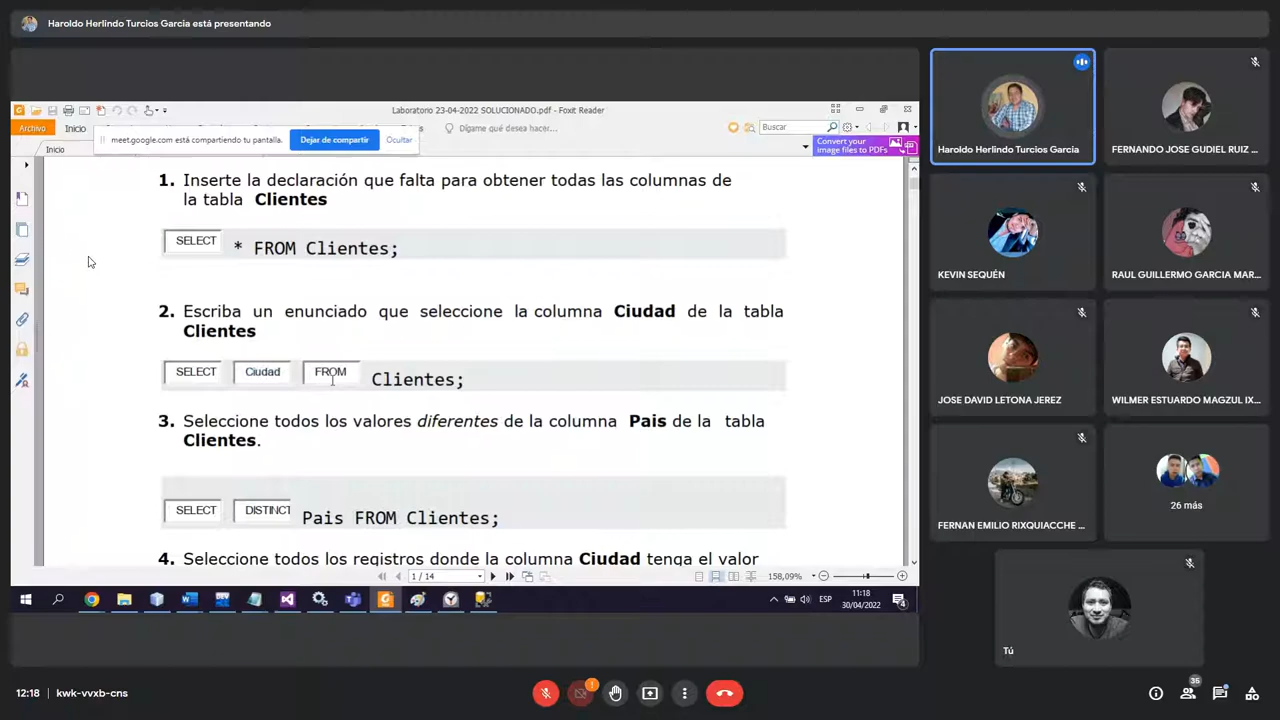 Haroldo Herlindo Turcios Garcia está presentando
Laboratorio 23-04-2022 SOLUCIONADO.pdf - Foxit Reader
Archivo
Inicio
meet.google.com está compartiendo tu pantalla.
Dejar de compartir
Ocultar
Dígame qué desea hacer...
Buscar
Inicio
Convert your
image files to PDFs
1. Inserte la declaración que falta para obtener todas las columnas de
la tabla Clientes
SELECT * FROM Clientes;
2. Escriba un enunciado que seleccione la columna Ciudad de la tabla
Clientes
SELECT Ciudad FROM Clientes;
3. Seleccione todos los valores diferentes de la columna Pais de la tabla
Clientes.
SELECT DISTINCT Pais FROM Clientes;
4. Seleccione todos los registros donde la columna Ciudad tenga el valor
1 / 14
158,09%
ESP
11:18
30/04/2022
4
Haroldo Herlindo Turcios Garcia
FERNANDO JOSE GUDIEL RUIZ ...
KEVIN SEQUÉN
RAUL GUILLERMO GARCIA MAR...
JOSE DAVID LETONA JEREZ
WILMER ESTUARDO MAGZUL IX...
FERNAN EMILIO RIXQUIACCHE ...
26 más
Tú
12:18
kwk-vvxb-cns
35